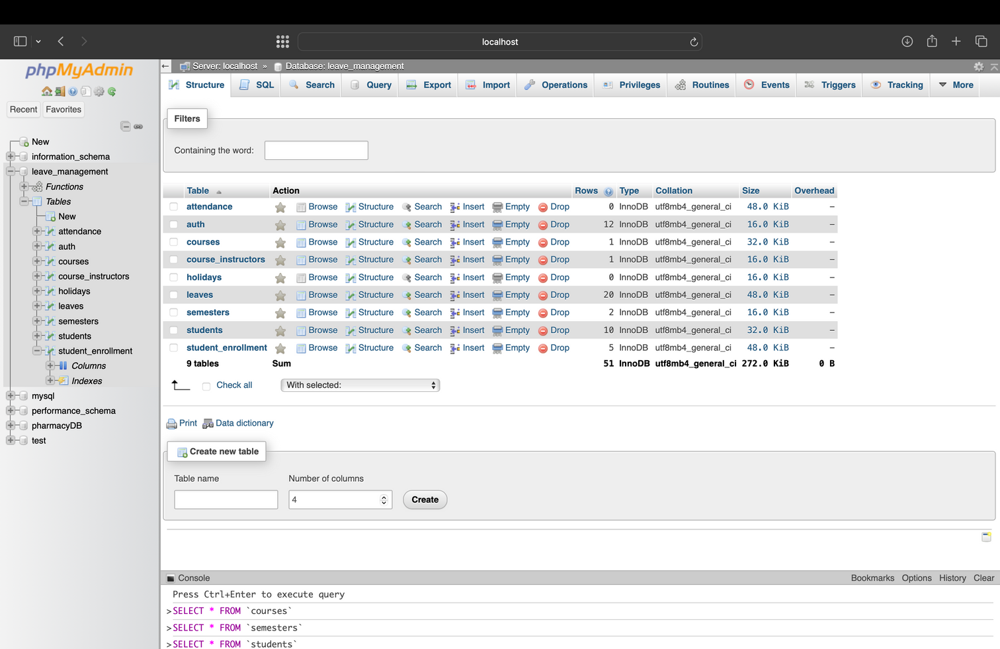 localhost
phpMyAdmin
Server: localhost » Database: leave_management
Structure SQL Search Query Export Import Operations Privileges Routines Events Triggers Tracking More
Recent Favorites
New
information_schema
leave_management
Functions
Tables
New
attendance
auth
courses
course_instructors
holidays
leaves
semesters
students
student_enrollment
Columns
Indexes
mysql
performance_schema
pharmacyDB
test
Filters
Containing the word:
Table Action Rows Type Collation Size Overhead
attendance Browse Structure Search Insert Empty Drop 0 InnoDB utf8mb4_general_ci 48.0 KiB –
auth Browse Structure Search Insert Empty Drop 12 InnoDB utf8mb4_general_ci 16.0 KiB –
courses Browse Structure Search Insert Empty Drop 1 InnoDB utf8mb4_general_ci 32.0 KiB –
course_instructors Browse Structure Search Insert Empty Drop 1 InnoDB utf8mb4_general_ci 16.0 KiB –
holidays Browse Structure Search Insert Empty Drop 0 InnoDB utf8mb4_general_ci 16.0 KiB –
leaves Browse Structure Search Insert Empty Drop 20 InnoDB utf8mb4_general_ci 48.0 KiB –
semesters Browse Structure Search Insert Empty Drop 2 InnoDB utf8mb4_general_ci 16.0 KiB –
students Browse Structure Search Insert Empty Drop 10 InnoDB utf8mb4_general_ci 32.0 KiB –
student_enrollment Browse Structure Search Insert Empty Drop 5 InnoDB utf8mb4_general_ci 48.0 KiB –
9 tables Sum 51 InnoDB utf8mb4_general_ci 272.0 KiB 0 B
Check all With selected:
Print Data dictionary
Create new table
Table name Number of columns
4 Create
Console Bookmarks Options History Clear
Press Ctrl+Enter to execute query
>SELECT * FROM `courses`
>SELECT * FROM `semesters`
>SELECT * FROM `students`